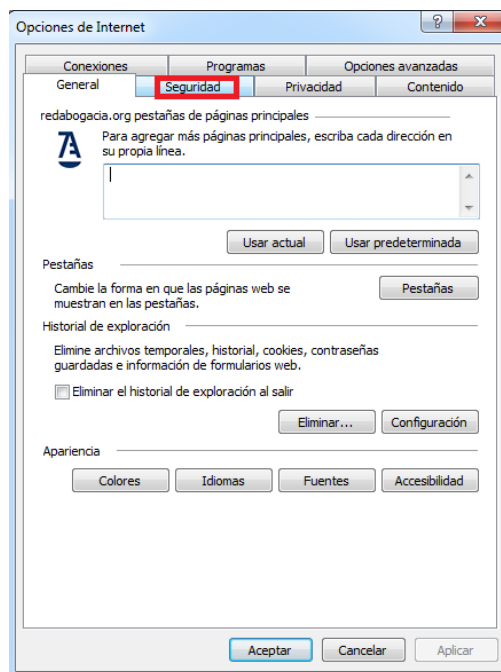 Opciones de Internet
?
Conexiones Programas Opciones avanzadas
General Seguridad Privacidad Contenido
redabogacia.org pestañas de páginas principales
Para agregar más páginas principales, escriba cada dirección en
su propia línea.
Usar actual Usar predeterminada
Pestañas
Cambie la forma en que las páginas web se
muestran en las pestañas.
Pestañas
Historial de exploración
Elimine archivos temporales, historial, cookies, contraseñas
guardadas e información de formularios web.
Eliminar el historial de exploración al salir
Eliminar... Configuración
Apariencia
Colores Idiomas Fuentes Accesibilidad
Aceptar Cancelar Aplicar